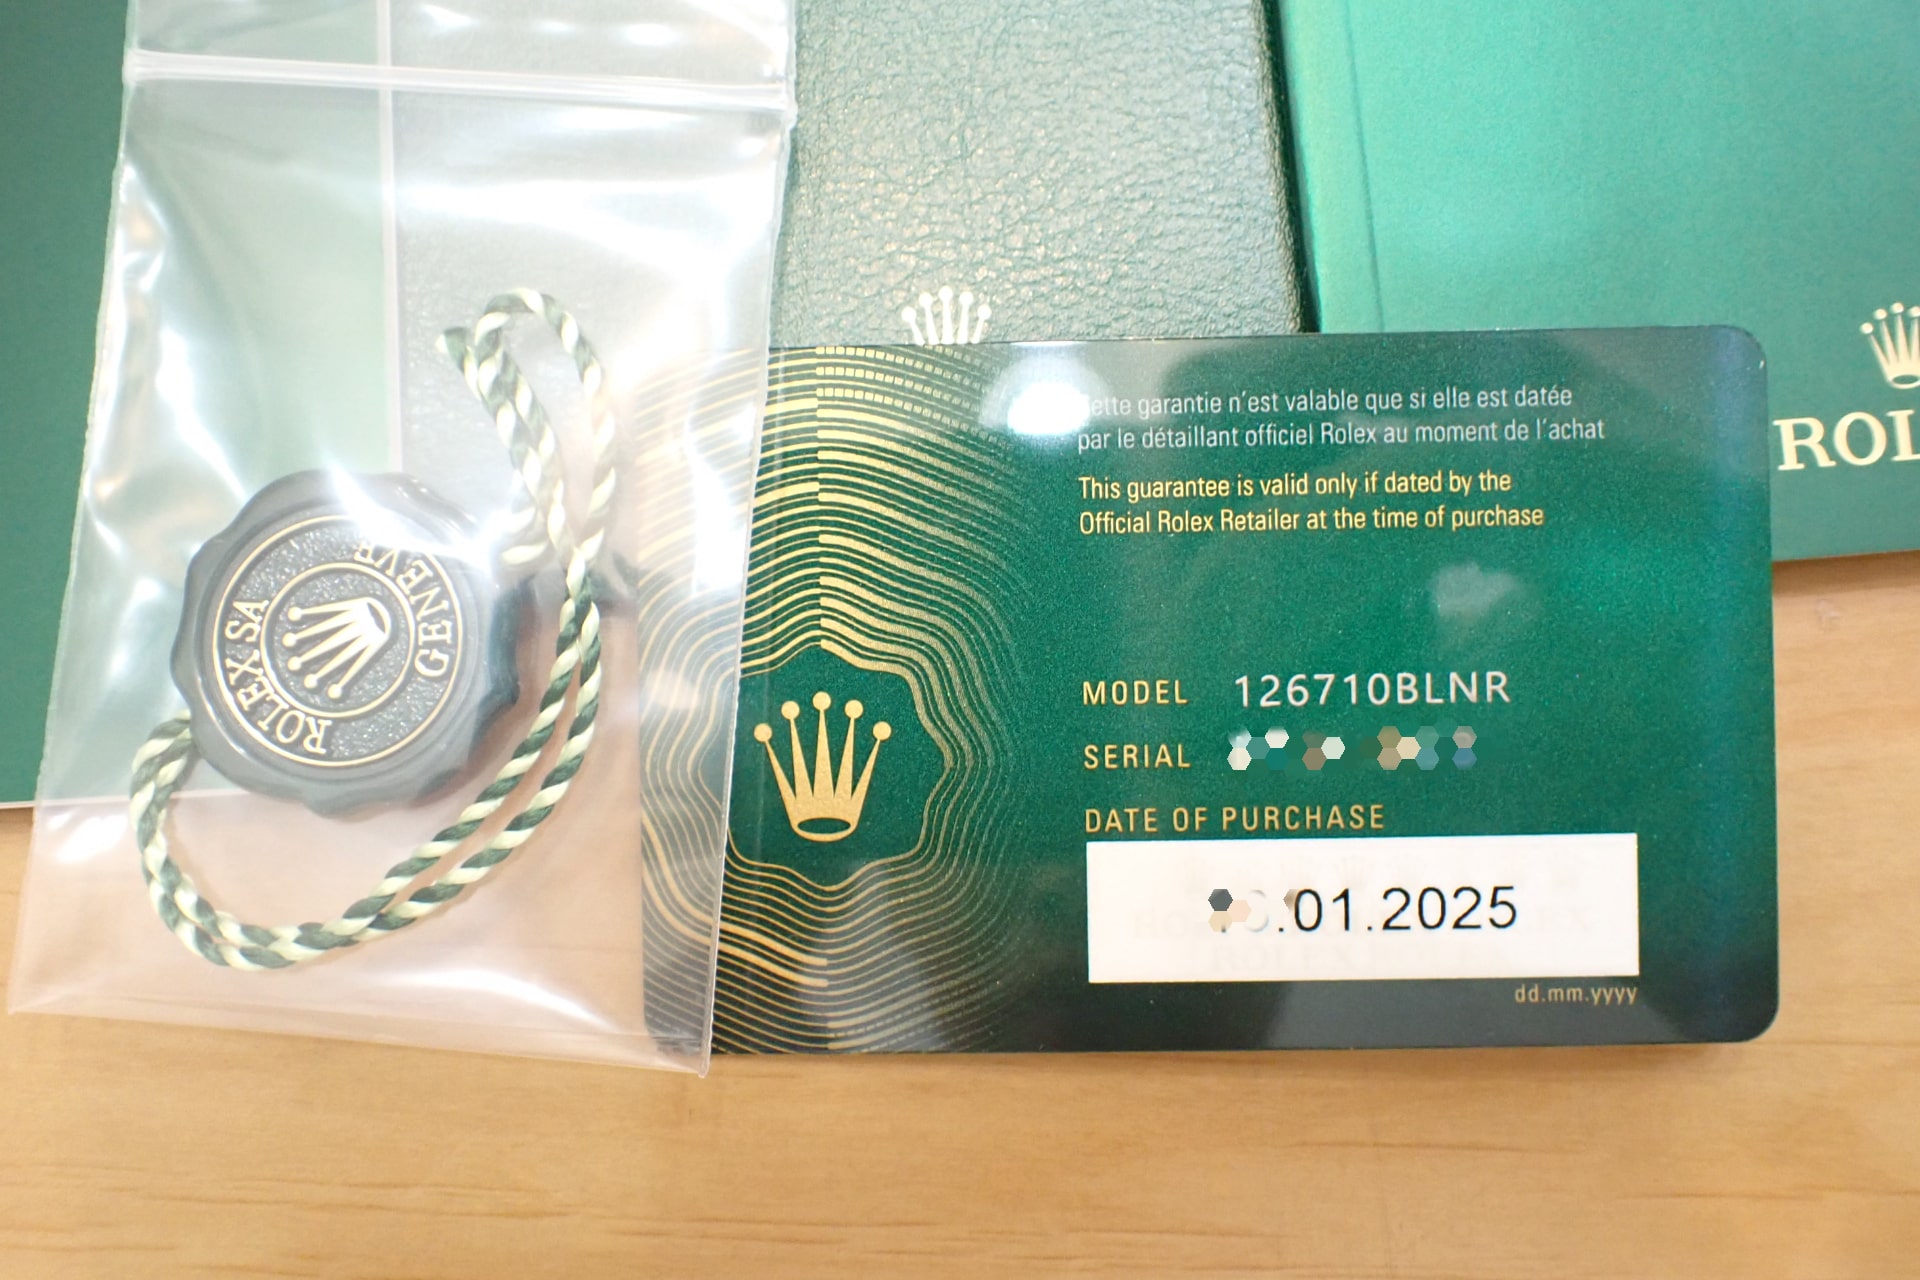 ROLEX SA
GENEVE
ette garantie n'est valable que si elle est datée
par le détaillant officiel Rolex au moment de l'achat
This guarantee is valid only if dated by the
Official Rolex Retailer at the time of purchase
MODEL 126710BLNR
SERIAL
DATE OF PURCHASE
.01.2025
dd.mm.yyyy
ROL